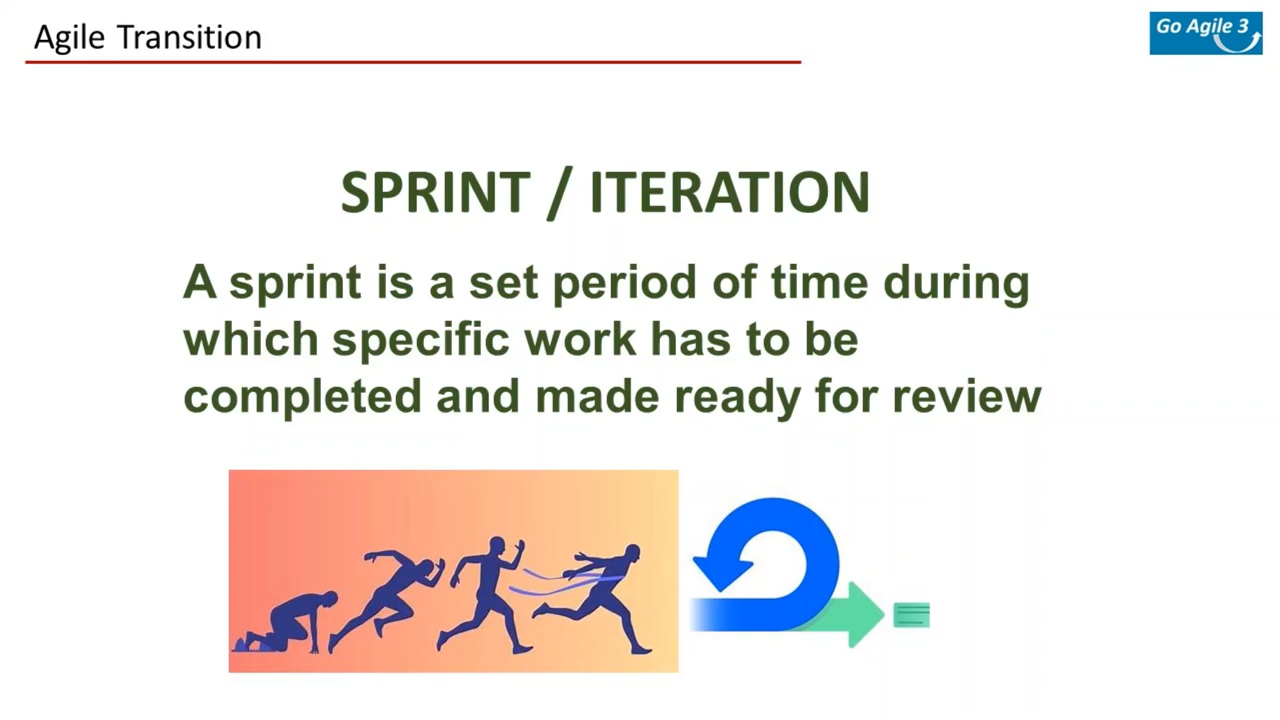 Agile Transition
Go Agile 3
SPRINT / ITERATION
A sprint is a set period of time during
which specific work has to be
completed and made ready for review